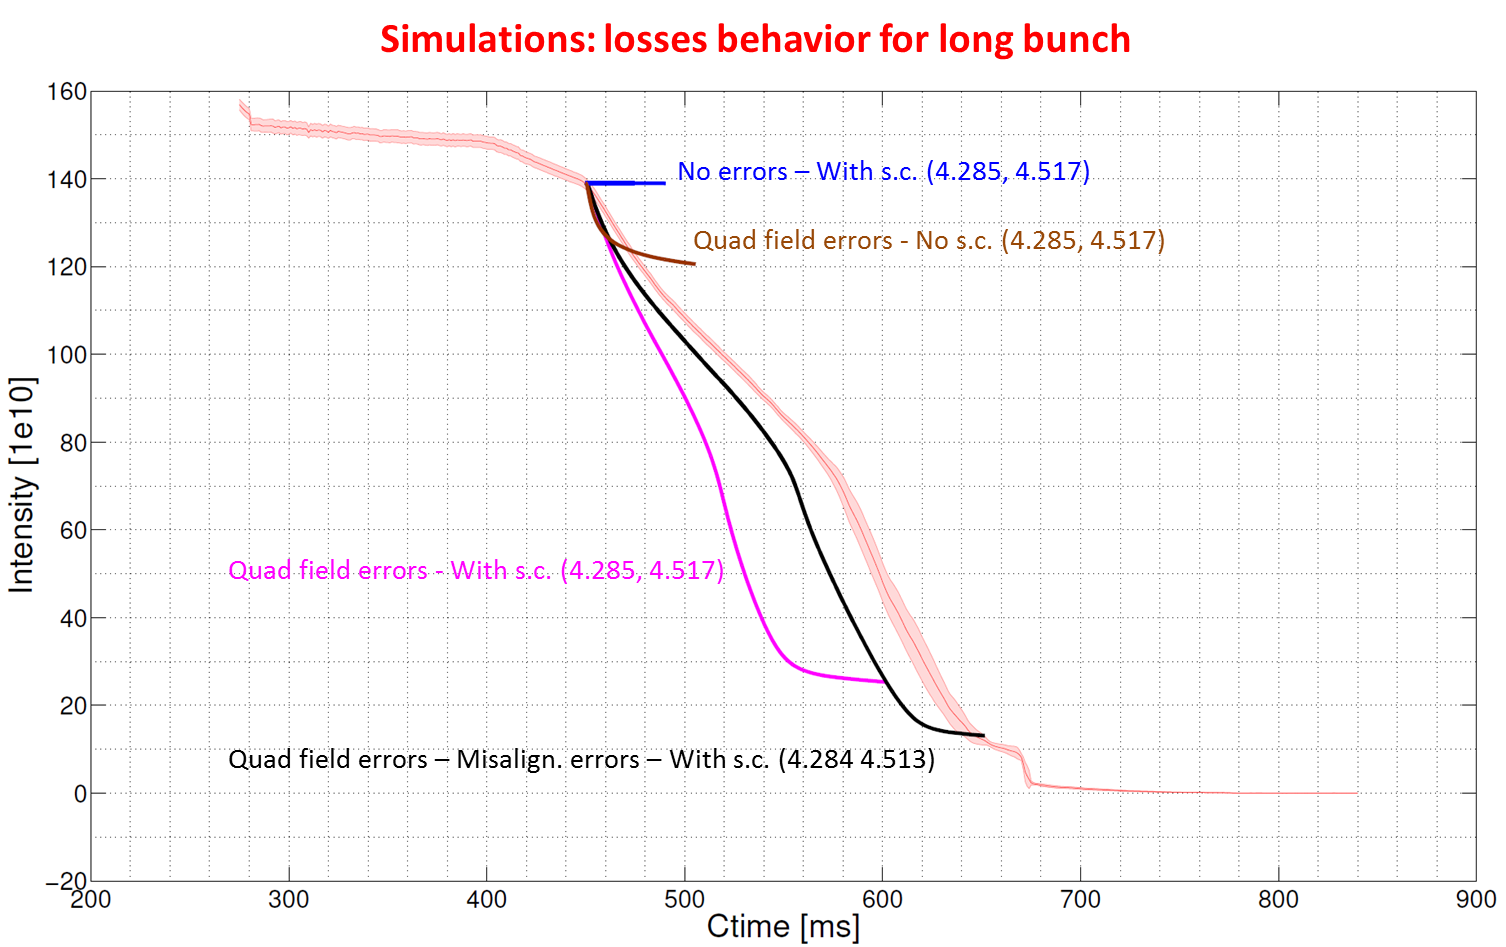 Simulations: losses behavior for long bunch
160
140
120
100
80
60
40
20
0
−20
Intensity [1e10]
No errors – With s.c. (4.285, 4.517)
Quad field errors - No s.c. (4.285, 4.517)
Quad field errors - With s.c. (4.285, 4.517)
Quad field errors – Misalign. errors – With s.c. (4.284 4.513)
200 300 400 500 600 700 800 900
Ctime [ms]